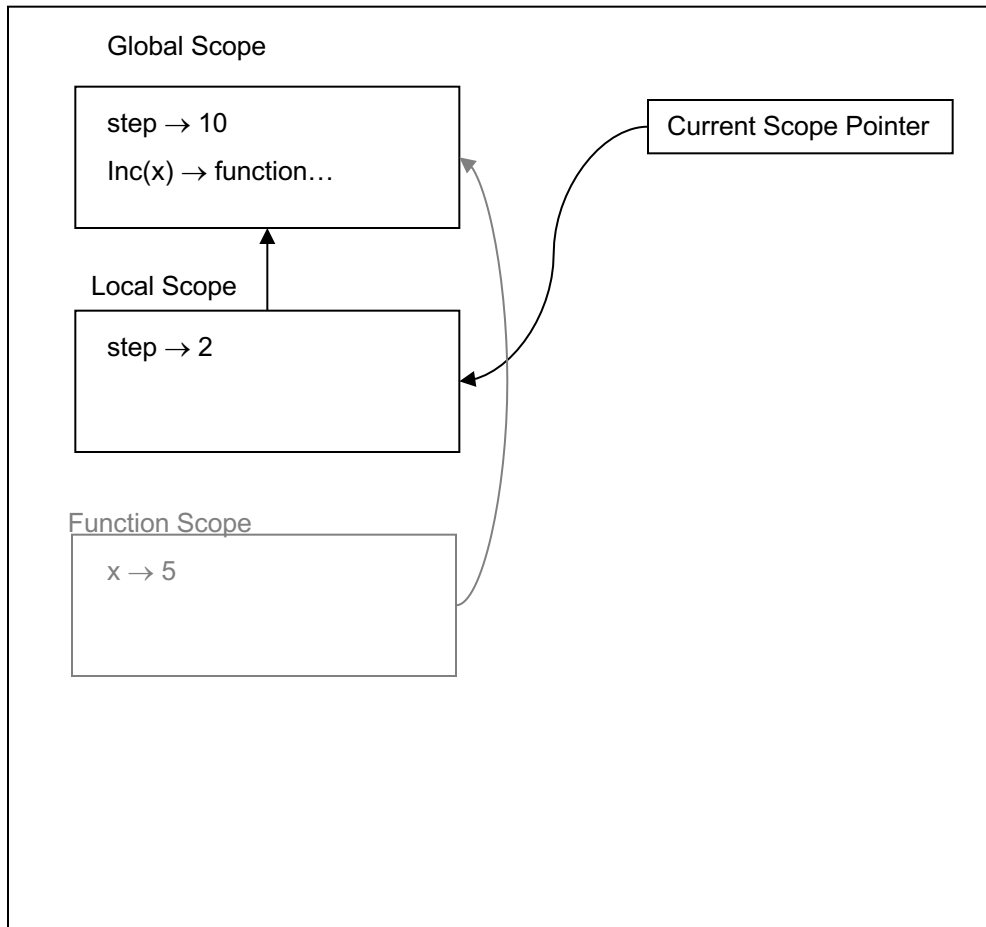 Global Scope
step → 10
Inc(x) → function…
Current Scope Pointer
Local Scope
step → 2
Function Scope
x → 5